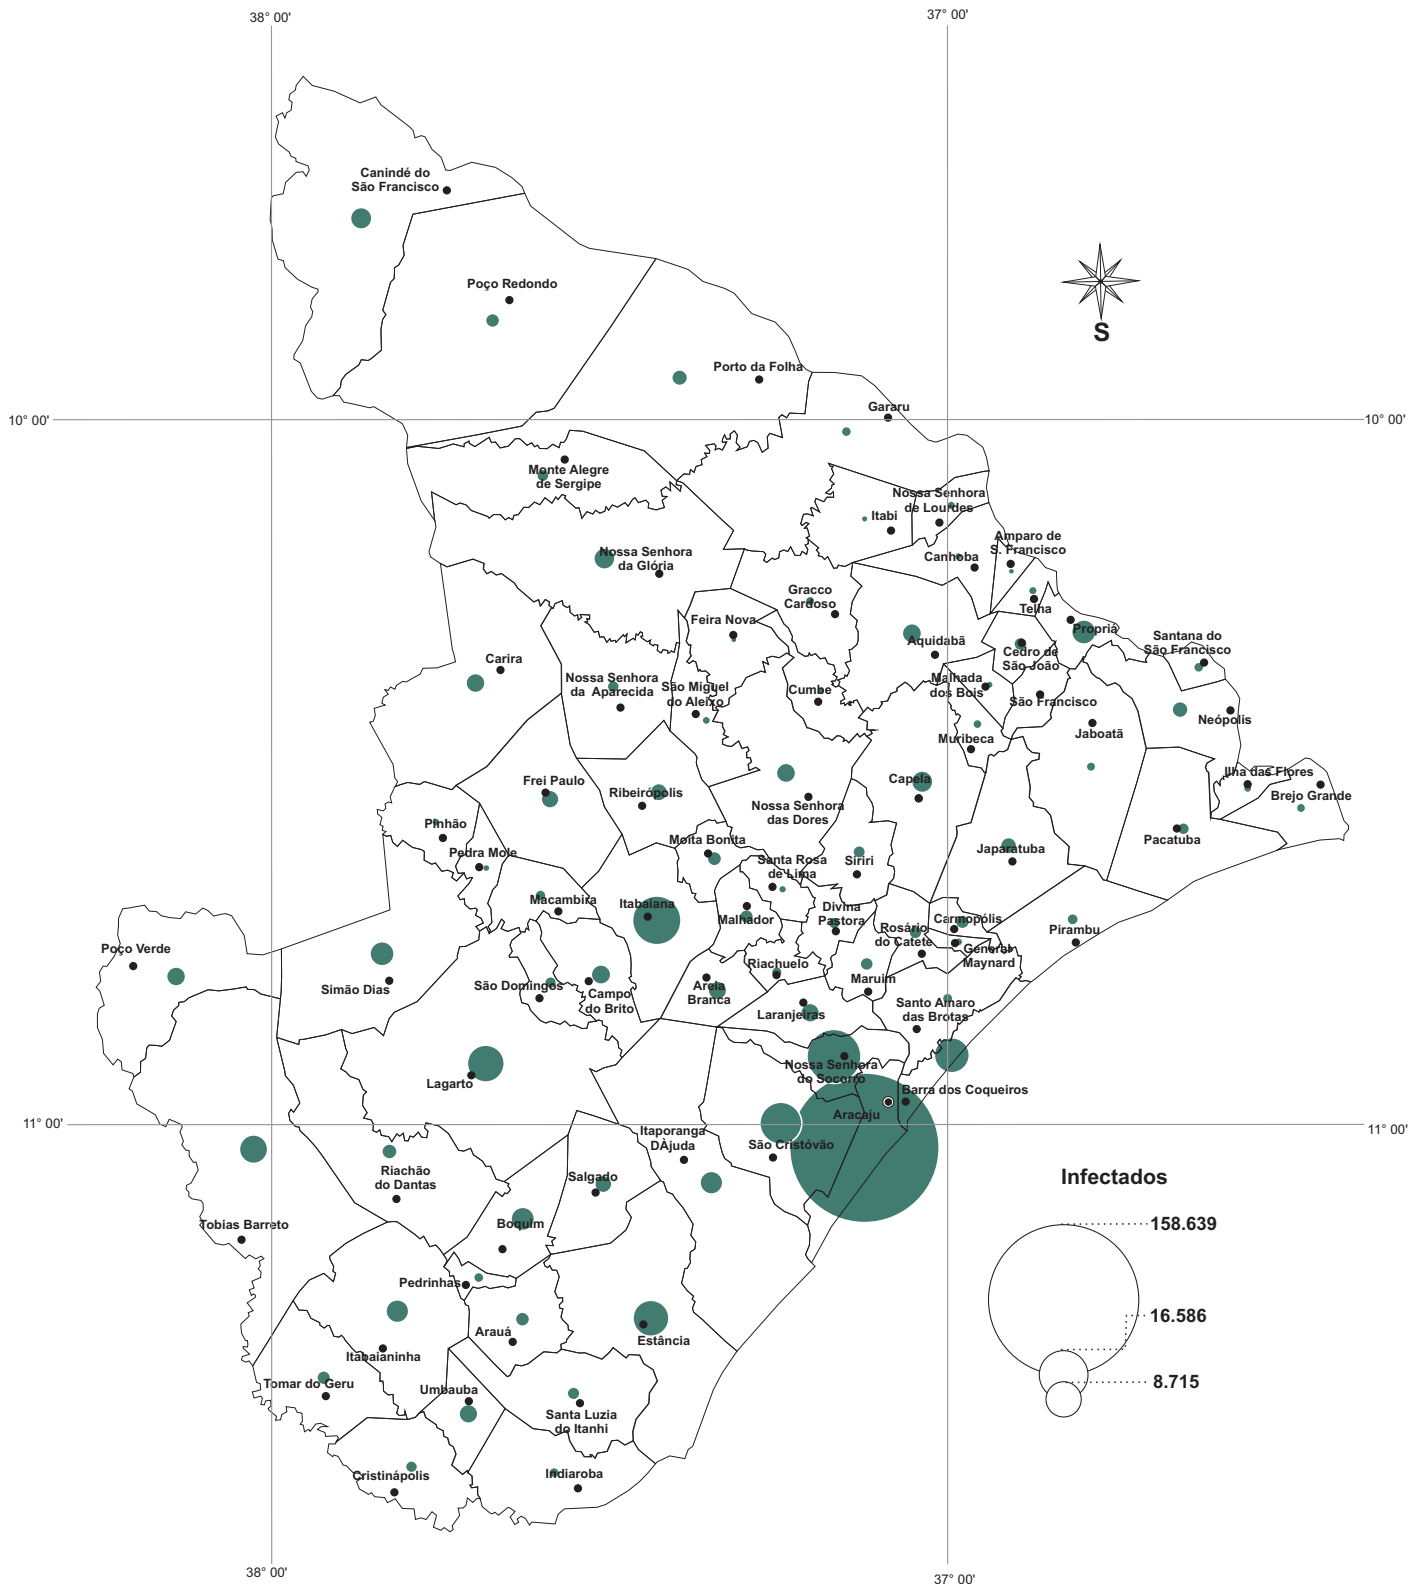 38° 00'
37° 00'
Canindé do
São Francisco
Poço Redondo
S
Porto da Folha
Gararu
10° 00'
10° 00'
Monte Alegre
de Sergipe
Nossa Senhora
de Lourdes
Itabi
Amparo de
S. Francisco
Canhoba
Nossa Senhora
da Glória
Gracco
Cardoso
Telha
Feira Nova
Propriá
Santana do
São Francisco
Aquidabã
Cedro de
São João
Carira
Nossa Senhora
da Aparecida
São Miguel
do Aleixo
Cumbe
Malhada
dos Bois
São Francisco
Neópolis
Jaboatã
Muribeca
Ilha das Flores
Brejo Grande
Frei Paulo
Ribeirópolis
Capela
Nossa Senhora
das Dores
Pinhão
Pedra Mole
Moita Bonita
Santa Rosa
de Lima
Siriri
Japaratuba
Pacatuba
Macambira
Itabaiana
Malhador
Divina
Pastora
Rosário
do Catete
Carmopólis
Pirambu
General
Maynard
Poço Verde
Simão Dias
São Domingos
Campo
do Brito
Areia
Branca
Riachuelo
Maruim
Laranjeiras
Santo Amaro
das Brotas
Lagarto
Nossa Senhora
do Socorro
Barra dos Coqueiros
Aracaju
11° 00'
11° 00'
Itaporanga
DÀjuda
São Cristóvão
Riachão
do Dantas
Salgado
Infectados
Tobias Barreto
Boquim
158.639
Pedrinhas
16.586
Arauá
Estância
Itabaianinha
Tomar do Geru
Umbauba
8.715
Santa Luzia
do Itanhi
Cristinápolis
Indiaroba
38° 00'
37° 00'